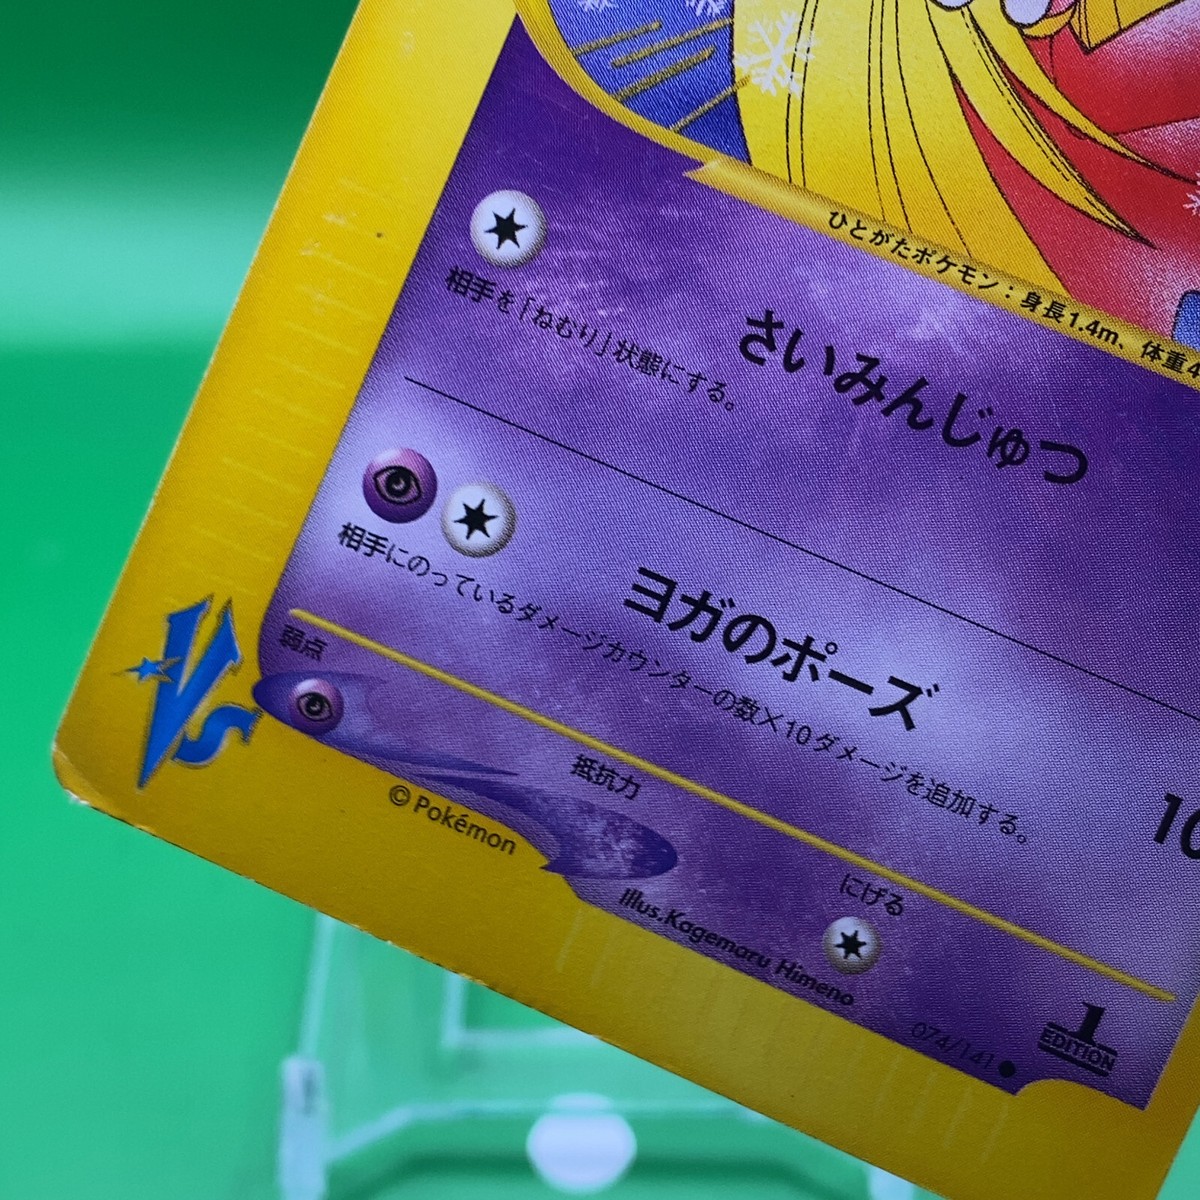 ひとがたポケモン：身長1.4m、体重4
さいみんじゅつ
相手を「ねむり」状態にする。
ヨガのポーズ
10
相手にのっているダメージカウンターの数×10ダメージを追加する。
弱点
抵抗力
にげる
VS
©Pokémon
Illus.Kagemaru Himeno
074/141 ●
1
EDITION